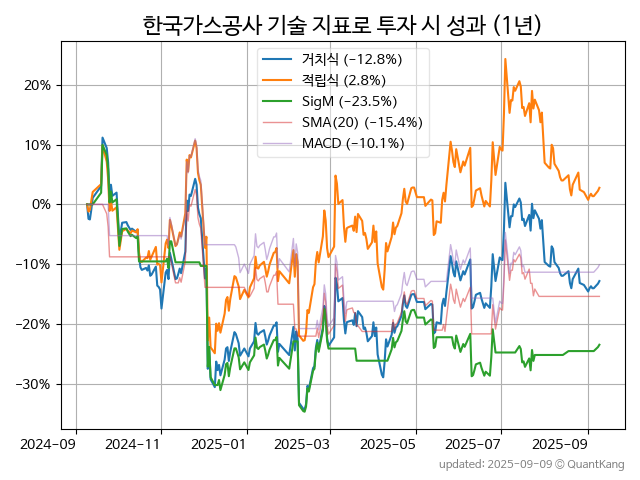 한국가스공사 기술 지표로 투자 시 성과 (1년)
거치식 (−12.8%)
적립식 (2.8%)
SigM (−23.5%)
SMA(20) (−15.4%)
MACD (−10.1%)
20%
10%
0%
−10%
−20%
−30%
2024-09 2024-11 2025-01 2025-03 2025-05 2025-07 2025-09
updated: 2025-09-09 © QuantKang